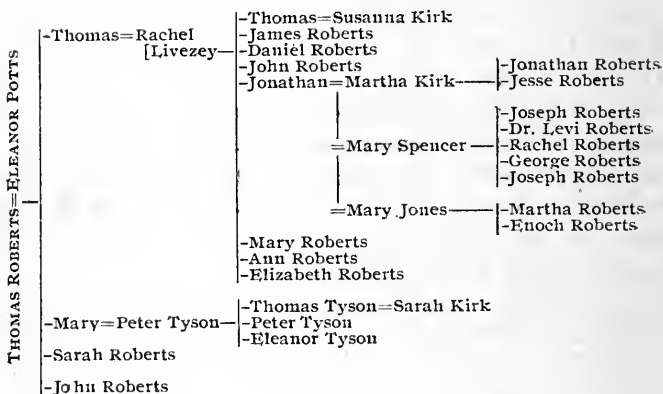 THOMAS ROBERTS=ELEANOR POTTS
-Thomas=Rachel
[Livezey-
-Thomas=Susanna Kirk
-James Roberts
-Daniel Roberts
-John Roberts
-Jonathan=Martha Kirk
-Jonathan Roberts
-Jesse Roberts
=Mary Spencer
-Joseph Roberts
-Dr. Levi Roberts
-Rachel Roberts
-George Roberts
-Joseph Roberts
=Mary Jones
-Martha Roberts
-Enoch Roberts
-Mary Roberts
-Ann Roberts
-Elizabeth Roberts
-Mary=Peter Tyson-
-Thomas Tyson=Sarah Kirk
-Peter Tyson
-Eleanor Tyson
-Sarah Roberts
-John Roberts